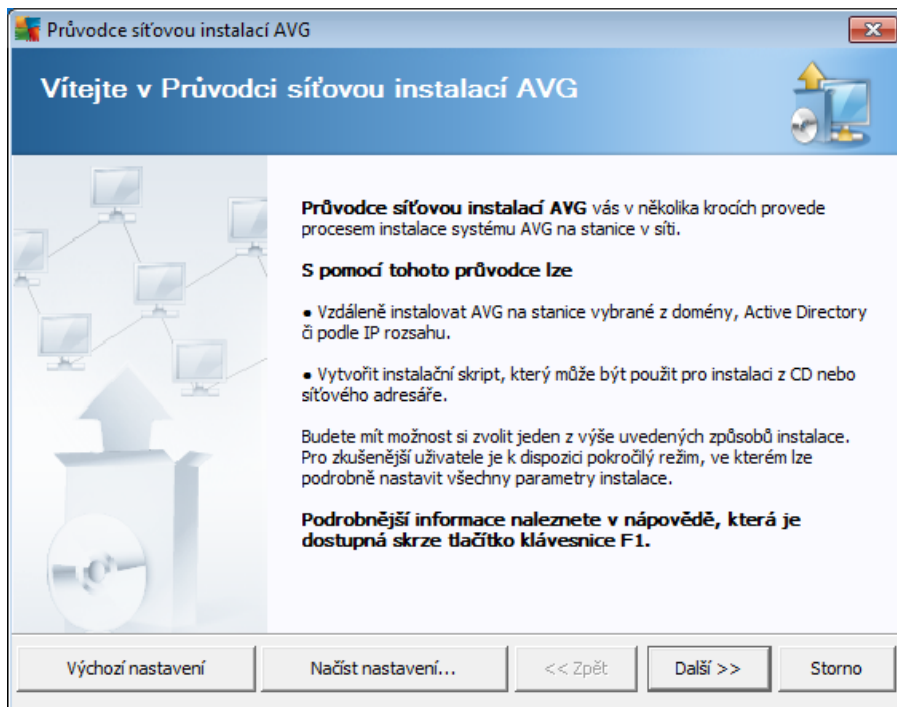 Průvodce síťovou instalací AVG
Vítejte v Průvodci síťovou instalací AVG
Průvodce síťovou instalací AVG vás v několika krocích provede
procesem instalace systému AVG na stanice v síti.
S pomocí tohoto průvodce lze
● Vzdáleně instalovat AVG na stanice vybrané z domény, Active Directory
či podle IP rozsahu.
● Vytvořit instalační skript, který může být použit pro instalaci z CD nebo
síťového adresáře.
Budete mít možnost si zvolit jeden z výše uvedených způsobů instalace.
Pro zkušenější uživatele je k dispozici pokročilý režim, ve kterém lze
podrobně nastavit všechny parametry instalace.
Podrobnější informace naleznete v nápovědě, která je
dostupná skrze tlačítko klávesnice F1.
Výchozí nastavení
Načíst nastavení...
<< Zpět
Další >>
Storno